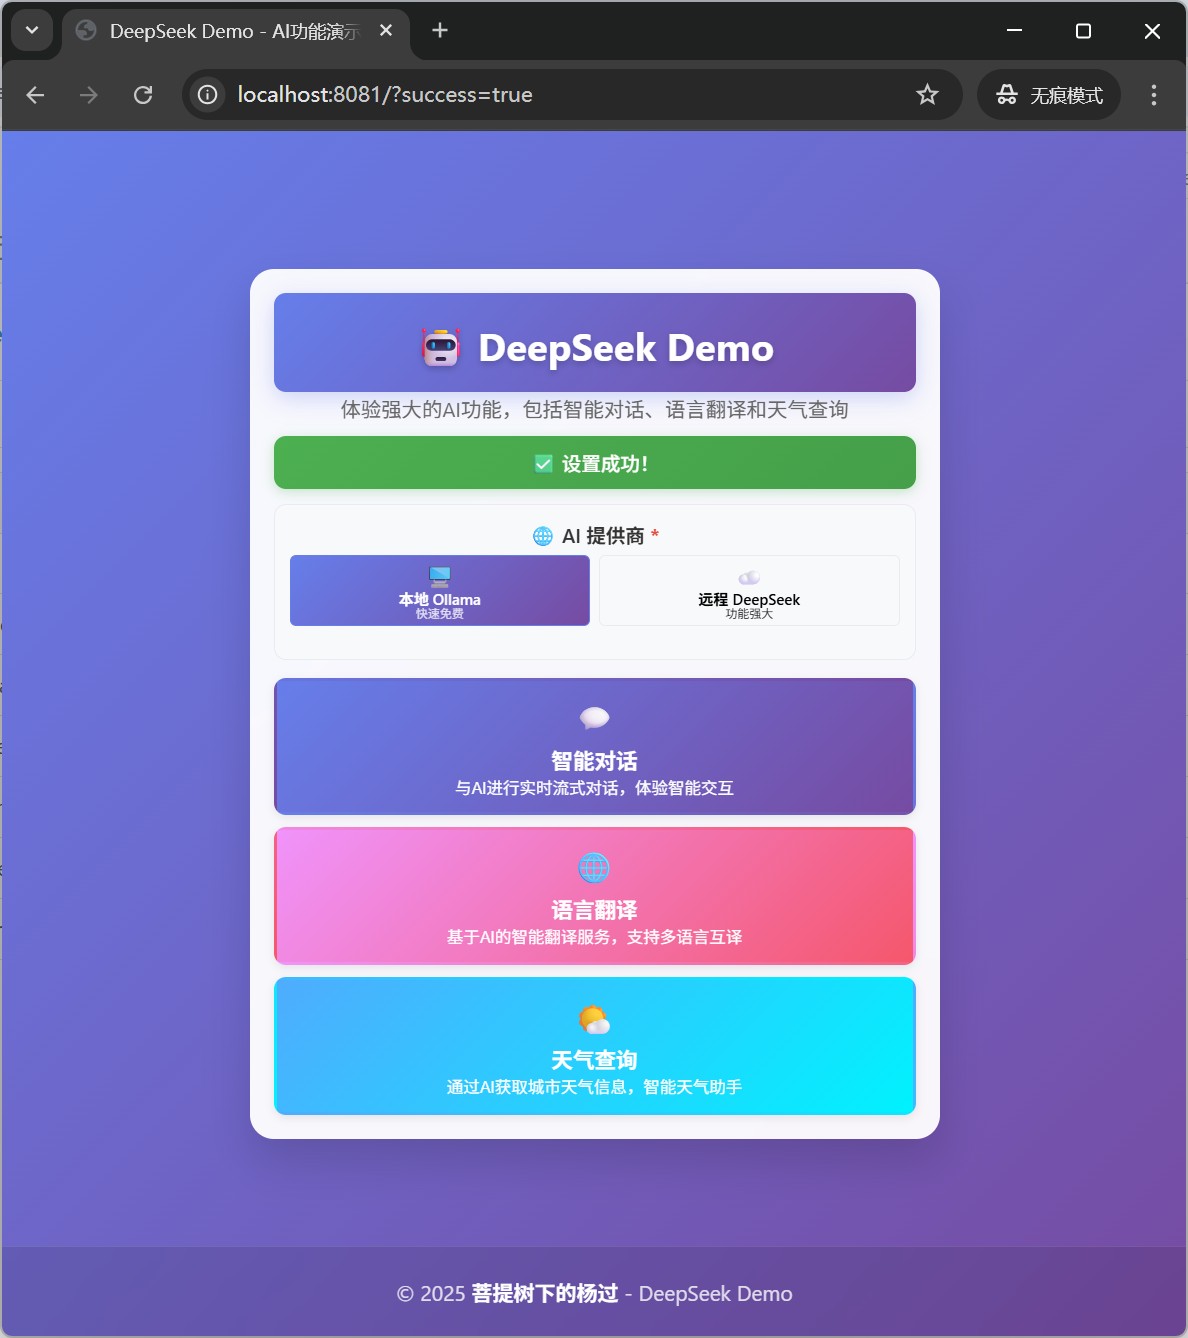 DeepSeek Demo - AI功能演示
localhost:8081/?success=true
无痕模式
DeepSeek Demo
体验强大的AI功能，包括智能对话、语言翻译和天气查询
设置成功！
AI 提供商 *
本地 Ollama
快速免费
远程 DeepSeek
功能强大
智能对话
与AI进行实时流式对话，体验智能交互
语言翻译
基于AI的智能翻译服务，支持多语言互译
天气查询
通过AI获取城市天气信息，智能天气助手
© 2025 菩提树下的杨过 - DeepSeek Demo